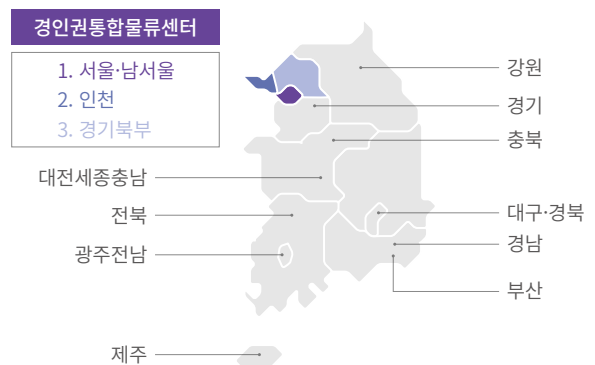 경인권통합물류센터
1. 서울·남서울
2. 인천
3. 경기북부
강원
경기
충북
대전세종충남
전북
대구·경북
광주전남
경남
부산
제주